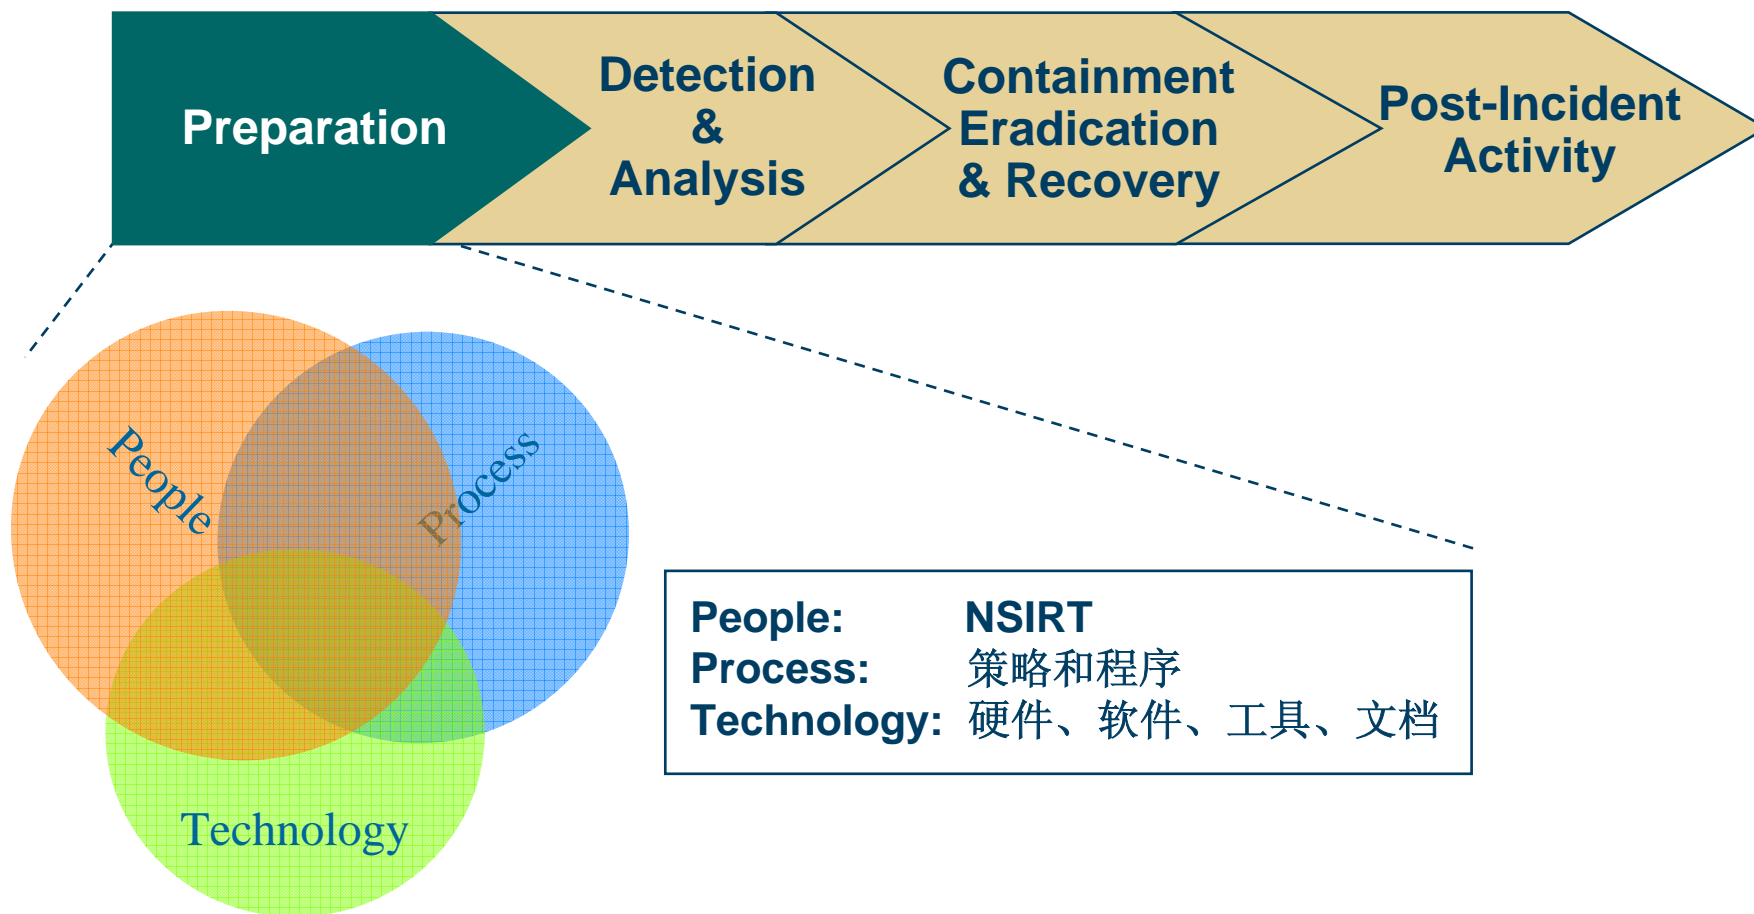 Preparation
Detection
&
Analysis
Containment
Eradication
& Recovery
Post-Incident
Activity
People
Process
Technology
People: NSIRT
Process: 策略和程序
Technology: 硬件、软件、工具、文档